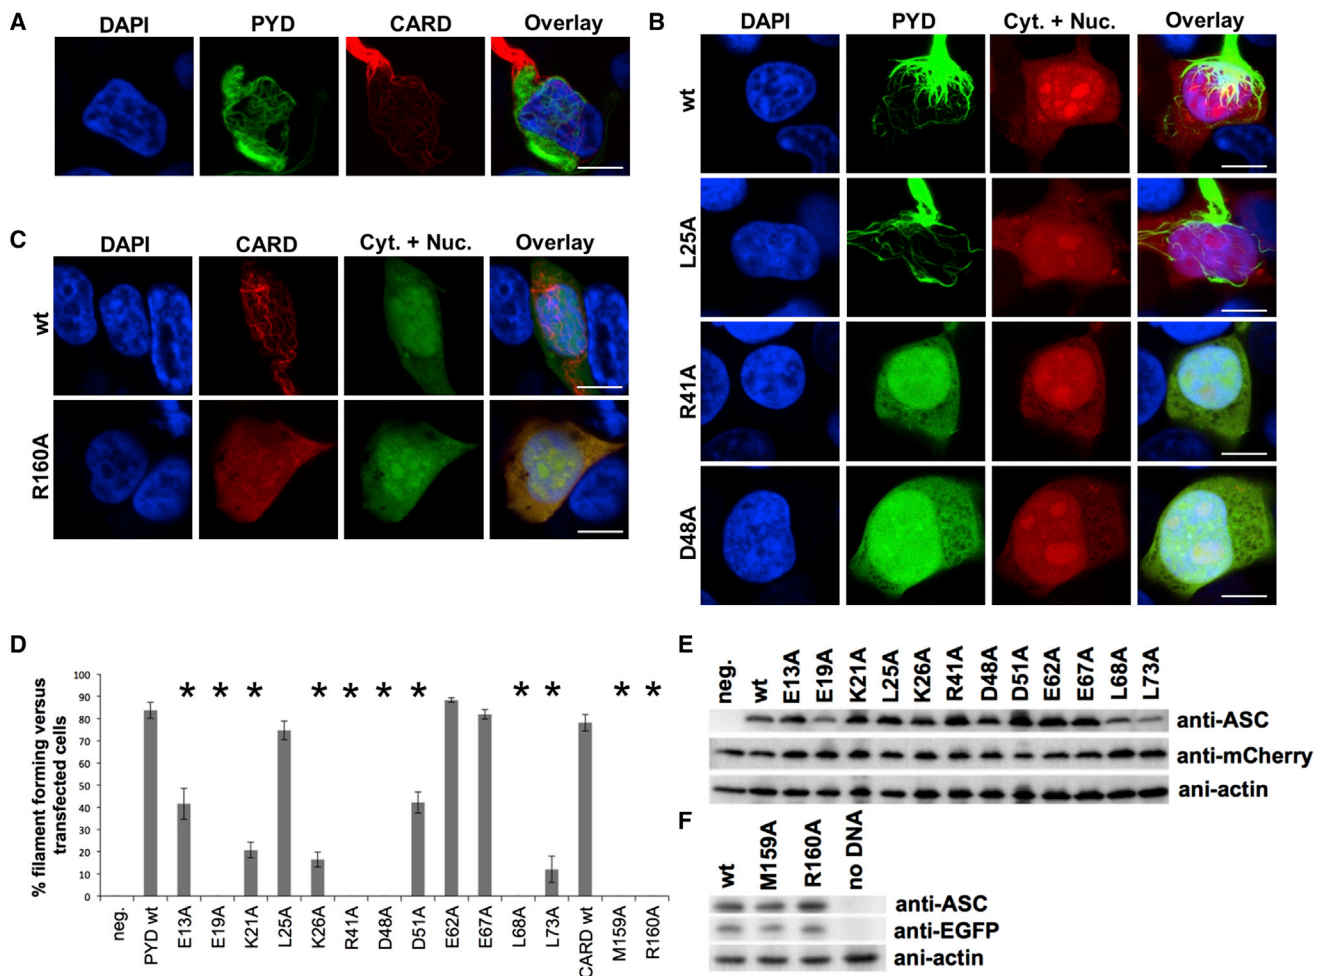 A
DAPI PYD CARD Overlay
B
DAPI PYD Cyt. + Nuc. Overlay
wt
L25A
R41A
D48A
C
DAPI CARD Cyt. + Nuc. Overlay
wt
R160A
D
% filament forming versus
transfected cells
100
90
80
70
60
50
40
30
20
10
0
* * * * * * * * * * *
neg. PYD wt E13A E19A K21A L25A K26A R41A D48A D51A E62A E67A L68A L73A CARD wt M159A R160A
E
neg. wt E13A E19A K21A L25A K26A R41A D48A D51A E62A E67A L68A L73A
anti-ASC
anti-mCherry
ani-actin
F
wt M159A R160A no DNA
anti-ASC
anti-EGFP
ani-actin